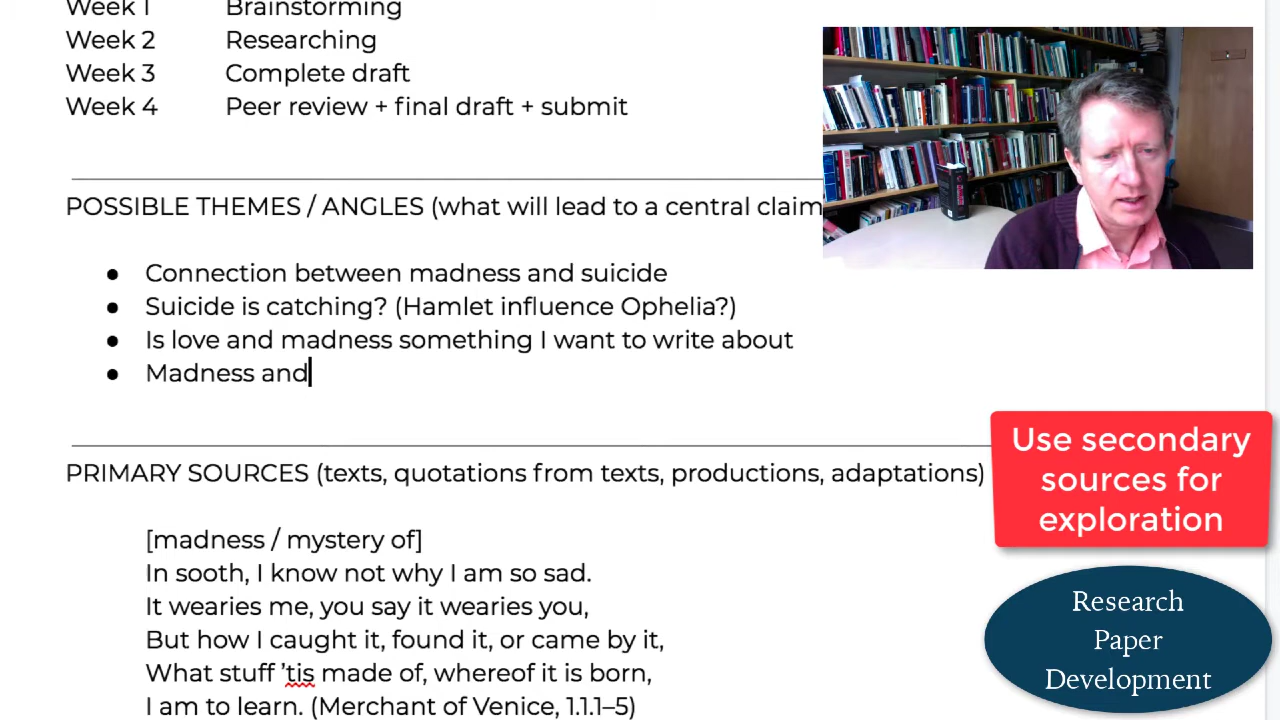 Week 1 Brainstorming
Week 2 Researching
Week 3 Complete draft
Week 4 Peer review + final draft + submit
POSSIBLE THEMES / ANGLES (what will lead to a central claim
● Connection between madness and suicide
● Suicide is catching? (Hamlet influence Ophelia?)
● Is love and madness something I want to write about
● Madness and
PRIMARY SOURCES (texts, quotations from texts, productions, adaptations)
[madness / mystery of]
In sooth, I know not why I am so sad.
It wearies me, you say it wearies you,
But how I caught it, found it, or came by it,
What stuff ’tis made of, whereof it is born,
I am to learn. (Merchant of Venice, 1.1.1–5)
Use secondary
sources for
exploration
Research
Paper
Development